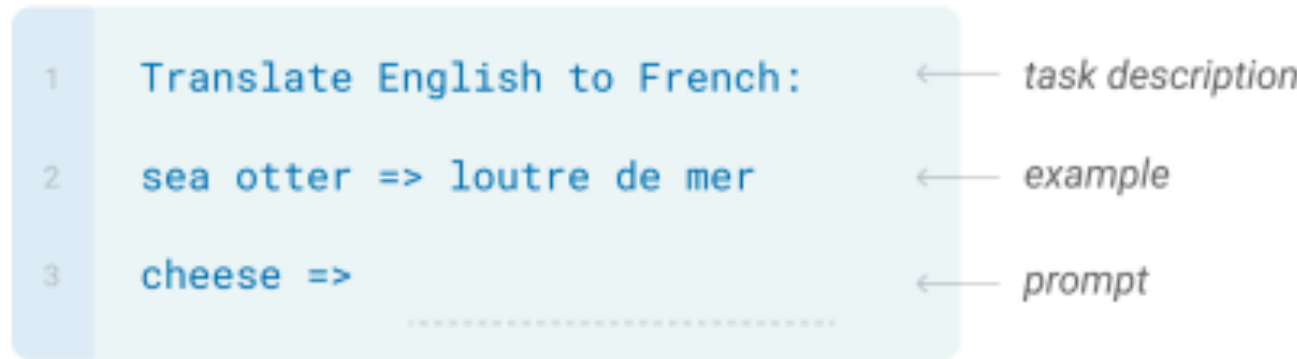 1 Translate English to French: task description
2 sea otter => loutre de mer example
3 cheese => prompt